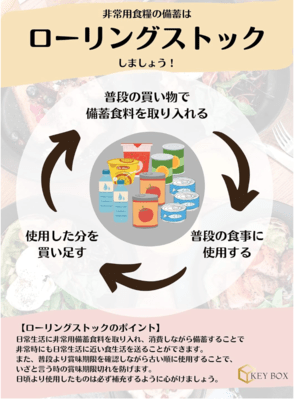 非常用食糧の備蓄は
ローリングストック
しましょう！
普段の買い物で
備蓄食料を取り入れる
普段の食事に
使用する
使用した分を
買い足す
【ローリングストックのポイント】
日常生活に非常用備蓄食料を取り入れ、消費しながら備蓄することで
非常時にも日常生活に近い食生活を送ることができます。
また、普段より賞味期限を確認しながら古い順に使用することで、
いざと言う時の賞味期限切れを防げます。
日頃より使用したものは必ず補充するように心がけましょう。
KEY BOX